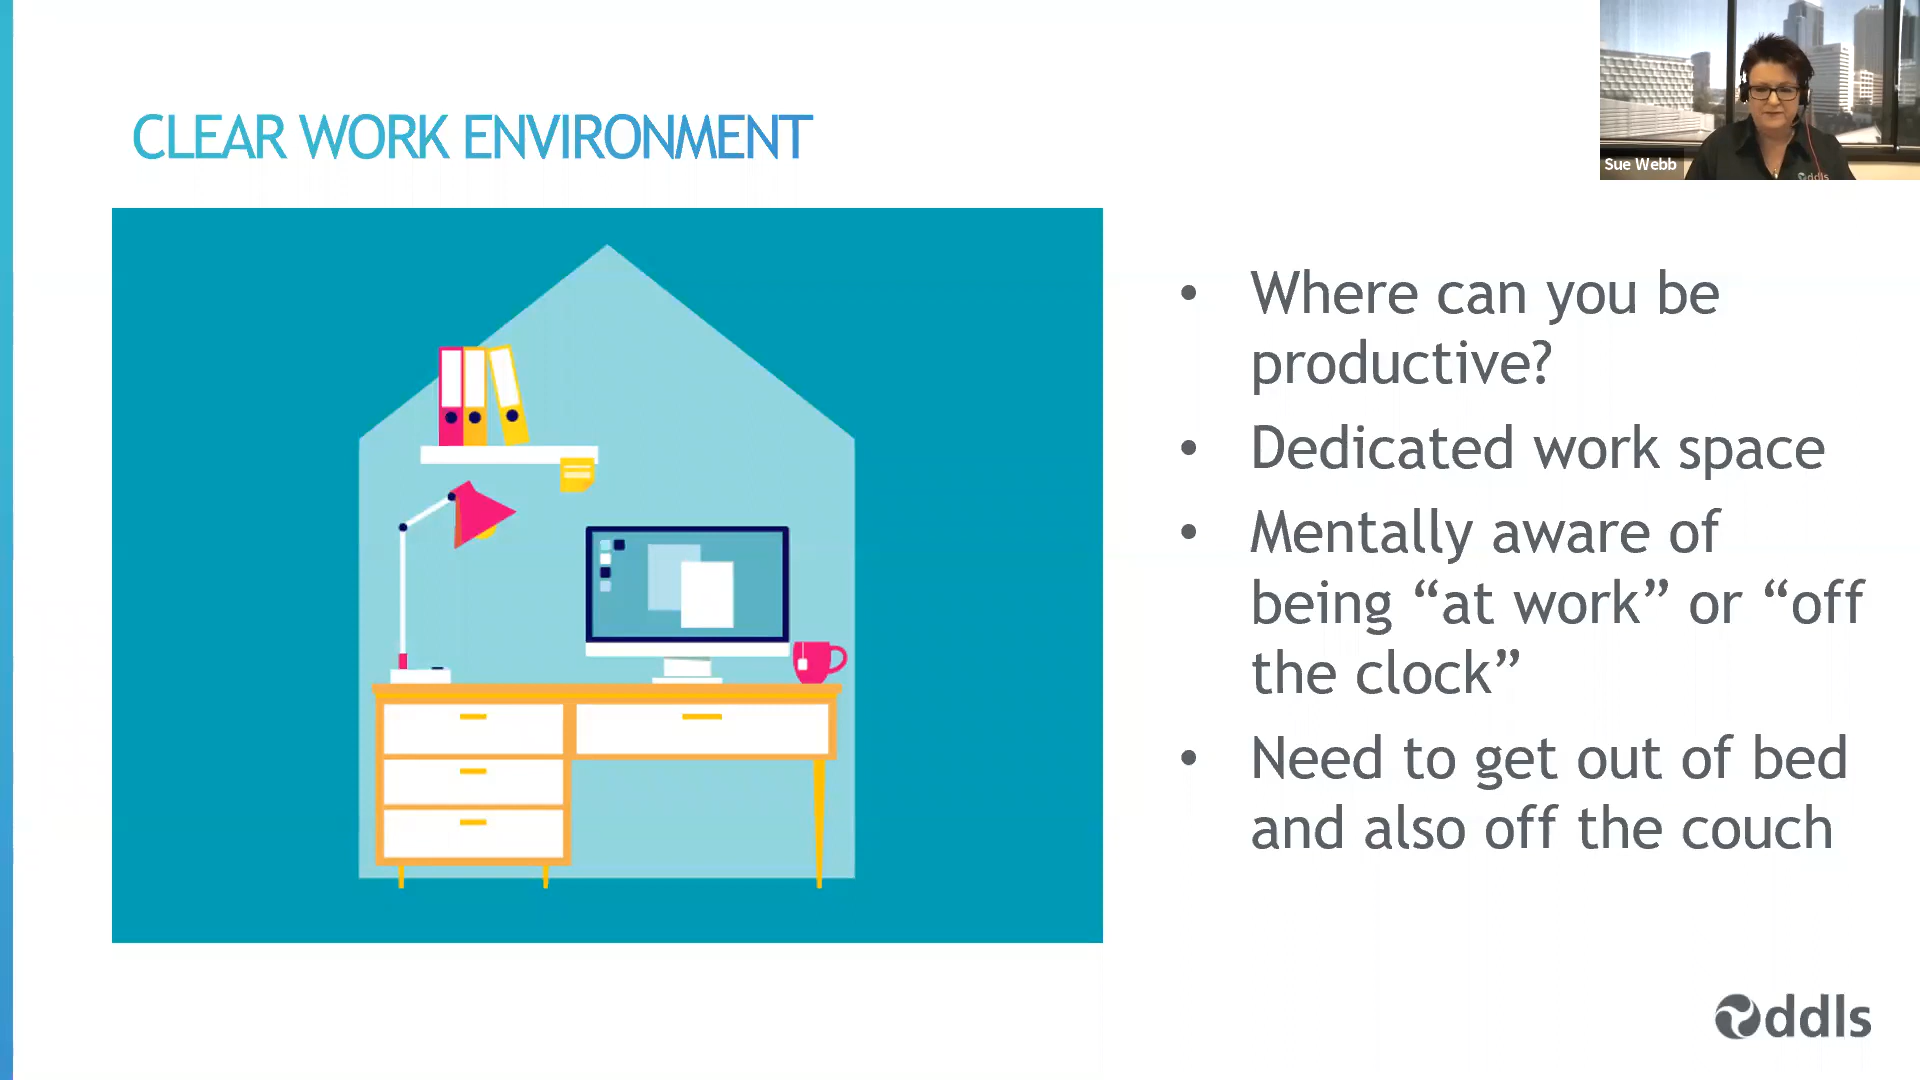 CLEAR WORK ENVIRONMENT
Sue Webb
ddls
• Where can you be
productive?
• Dedicated work space
• Mentally aware of
being “at work” or “off
the clock”
• Need to get out of bed
and also off the couch
ddls